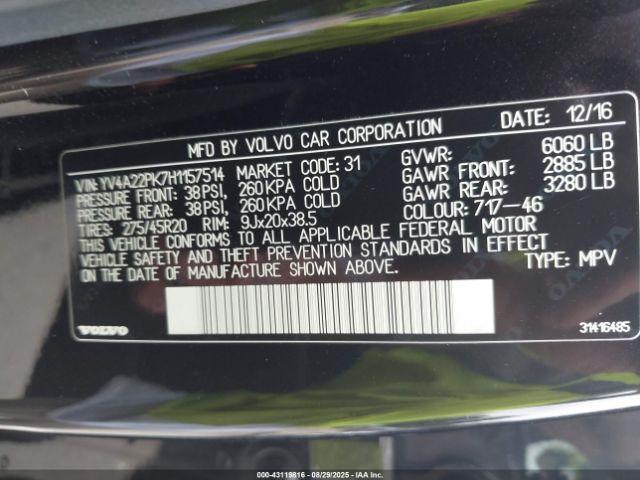 MFD BY VOLVO CAR CORPORATION DATE: 12/16
VIN: YV4A22PK7H1157514 MARKET CODE: 31 GVWR: 6060 LB
PRESSURE FRONT: 38 PSI, 260 KPA COLD GAWR FRONT: 2885 LB
PRESSURE REAR: 38 PSI, 260 KPA COLD GAWR REAR: 3280 LB
TIRES: 275/45R20 RIM: 9Jx20x38.5 COLOUR: 717-46
THIS VEHICLE CONFORMS TO ALL APPLICABLE FEDERAL MOTOR
VEHICLE SAFETY AND THEFT PREVENTION STANDARDS IN EFFECT
ON THE DATE OF MANUFACTURE SHOWN ABOVE. TYPE: MPV
VOLVO 31416485
000-43119816 - 08/29/2025 - IAA Inc.